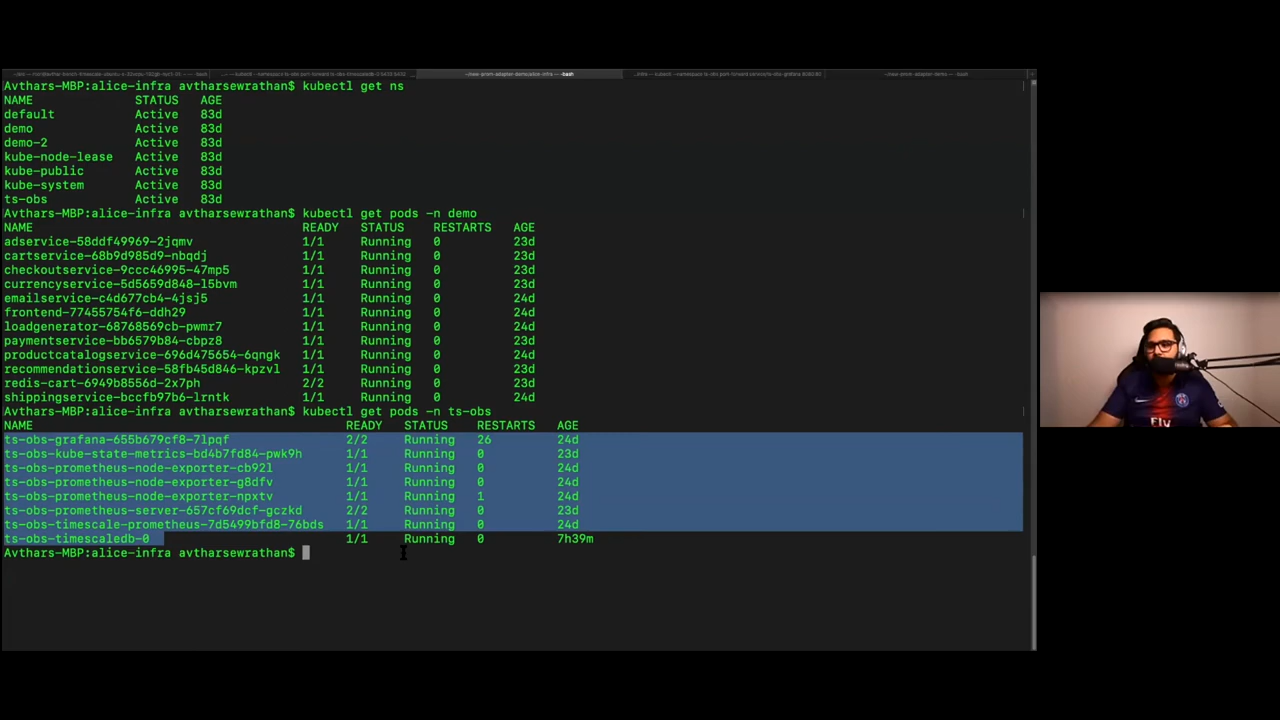 Avthars-MBP:alice-infra avtharsewrathan$ kubectl get ns
NAME STATUS AGE
default Active 83d
demo Active 83d
demo-2 Active 83d
kube-node-lease Active 83d
kube-public Active 83d
kube-system Active 83d
ts-obs Active 83d
Avthars-MBP:alice-infra avtharsewrathan$ kubectl get pods -n demo
NAME READY STATUS RESTARTS AGE
adservice-58ddf49969-2jqmv 1/1 Running 0 23d
cartservice-68b9d985d9-nbqdj 1/1 Running 0 23d
checkoutservice-9ccc46995-47mp5 1/1 Running 0 23d
currencyservice-5d5659d848-l5bvm 1/1 Running 0 23d
emailservice-c4d677cb4-4jsj5 1/1 Running 0 24d
frontend-77455754f6-ddh29 1/1 Running 0 24d
loadgenerator-68768569cb-pwmr7 1/1 Running 0 24d
paymentservice-bb6579b84-cbpz8 1/1 Running 0 23d
productcatalogservice-696d475654-6qngk 1/1 Running 0 24d
recommendationservice-58fb45d846-kpzvl 1/1 Running 0 23d
redis-cart-6949b8556d-2x7ph 2/2 Running 0 23d
shippingservice-bccfb97b6-lrntk 1/1 Running 0 23d
Avthars-MBP:alice-infra avtharsewrathan$ kubectl get pods -n ts-obs
NAME READY STATUS RESTARTS AGE
ts-obs-grafana-655b679cf8-7lpqf 2/2 Running 26 24d
ts-obs-kube-state-metrics-bd4b7fd84-pwk9h 1/1 Running 0 23d
ts-obs-prometheus-node-exporter-cb92l 1/1 Running 0 24d
ts-obs-prometheus-node-exporter-g8dfv 1/1 Running 0 24d
ts-obs-prometheus-node-exporter-npxtv 1/1 Running 1 24d
ts-obs-prometheus-server-657cf69dcf-gczkd 2/2 Running 0 23d
ts-obs-timescale-prometheus-7d5499bfd8-76bds 1/1 Running 0 24d
ts-obs-timescaledb-0 1/1 Running 0 7h39m
Avthars-MBP:alice-infra avtharsewrathan$